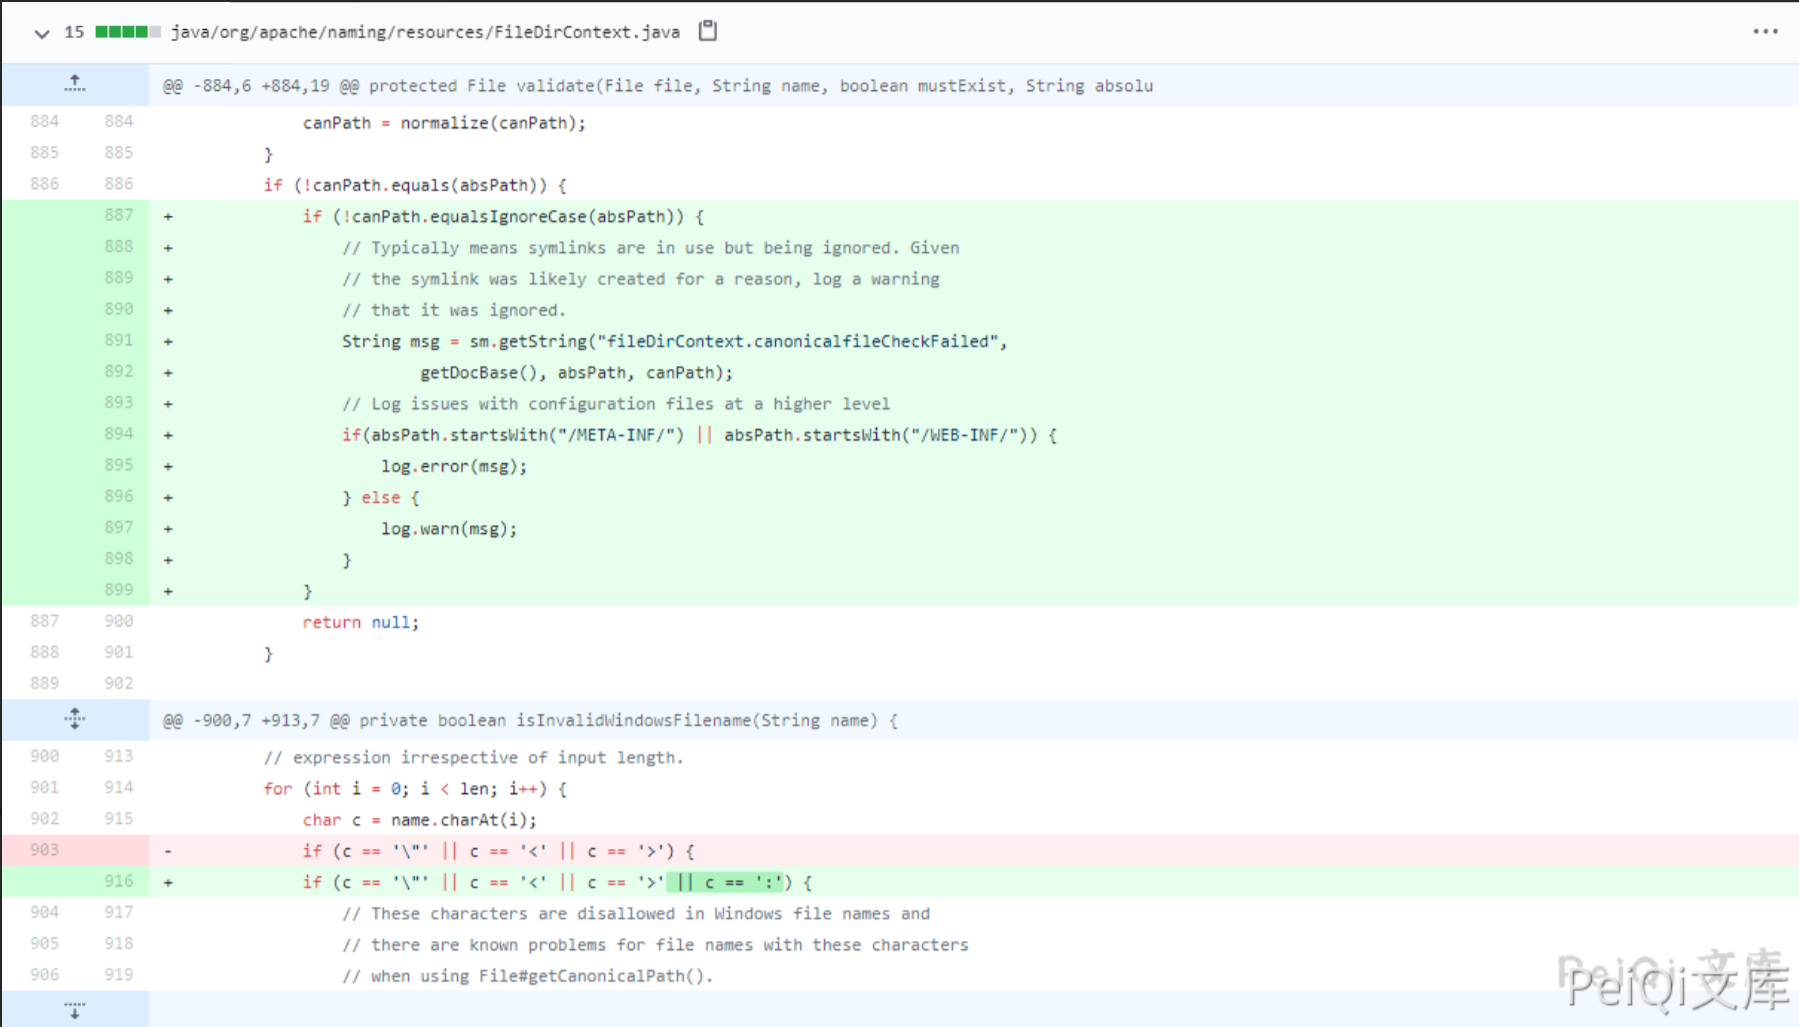 15 java/org/apache/naming/resources/FileDirContext.java
@@ -884,6 +884,19 @@ protected File validate(File file, String name, boolean mustExist, String absolu
884 884 canPath = normalize(canPath);
885 885 }
886 886 if (!canPath.equals(absPath)) {
887 + if (!canPath.equalsIgnoreCase(absPath)) {
888 + // Typically means symlinks are in use but being ignored. Given
889 + // the symlink was likely created for a reason, log a warning
890 + // that it was ignored.
891 + String msg = sm.getString("fileDirContext.canonicalfileCheckFailed",
892 + getDocBase(), absPath, canPath);
893 + // Log issues with configuration files at a higher level
894 + if(absPath.startsWith("/META-INF/") || absPath.startsWith("/WEB-INF/")) {
895 + log.error(msg);
896 + } else {
897 + log.warn(msg);
898 + }
899 + }
887 900 return null;
888 901 }
889 902
@@ -900,7 +913,7 @@ private boolean isInvalidWindowsFilename(String name) {
900 913 // expression irrespective of input length.
901 914 for (int i = 0; i < len; i++) {
902 915 char c = name.charAt(i);
903 - if (c == '\"' || c == '<' || c == '>') {
916 + if (c == '\"' || c == '<' || c == '>' || c == ':') {
904 917 // These characters are disallowed in Windows file names and
905 918 // there are known problems for file names with these characters
906 919 // when using File#getCanonicalPath().
PeiQi文库
PeiQi文库